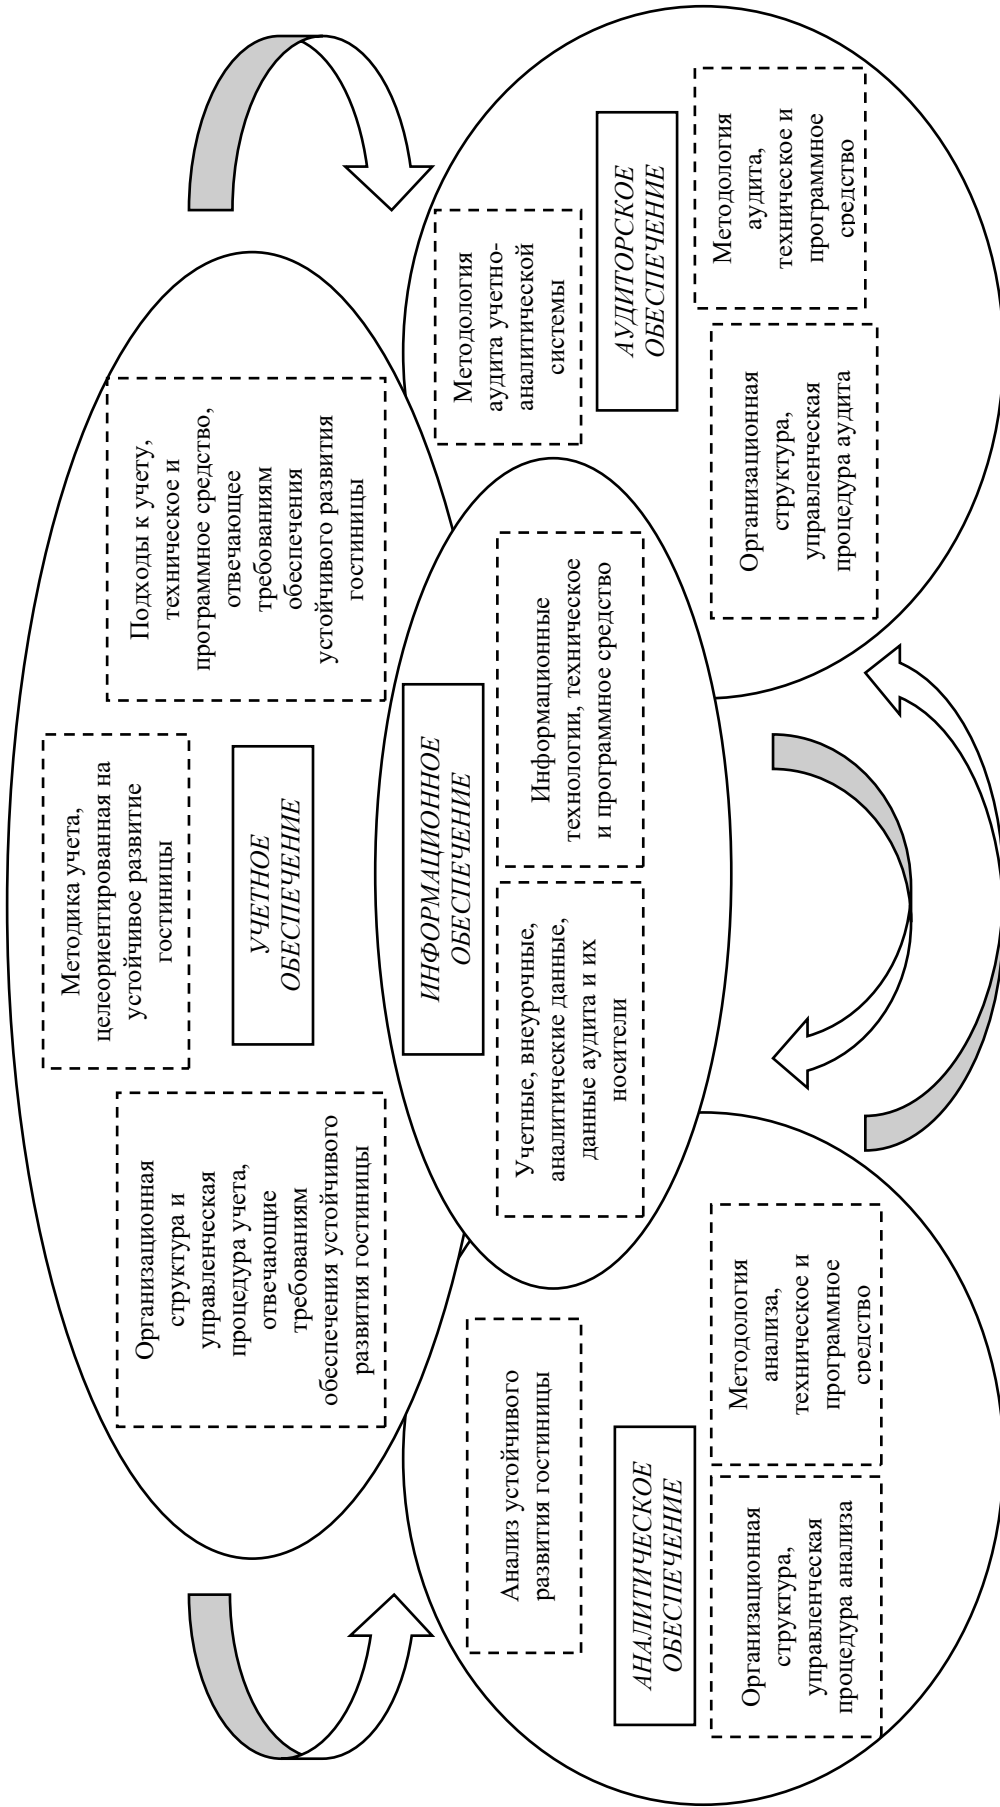 Методика учета,
целеориентированная на
устойчивое развитие
гостиницы
Организационная
структура и
управленческая
процедура учета,
отвечающие
требованиям
обеспечения устойчивого
развития гостиницы
УЧЕТНОЕ
ОБЕСПЕЧЕНИЕ
Подходы к учету,
техническое и
программное средство,
отвечающее
требованиям
обеспечения
устойчивого развития
гостиницы
ИНФОРМАЦИОННОЕ
ОБЕСПЕЧЕНИЕ
Учетные, внеурочные,
аналитические данные,
данные аудита и их
носители
Информационные
технологии, техническое
и программное средство
Анализ устойчивого
развития гостиницы
АНАЛИТИЧЕСКОЕ
ОБЕСПЕЧЕНИЕ
Организационная
структура,
управленческая
процедура анализа
Методология
анализа,
техническое и
программное
средство
Методология
аудита учетно-
аналитической
системы
АУДИТОРСКОЕ
ОБЕСПЕЧЕНИЕ
Организационная
структура,
управленческая
процедура аудита
Методология
аудита,
техническое и
программное
средство